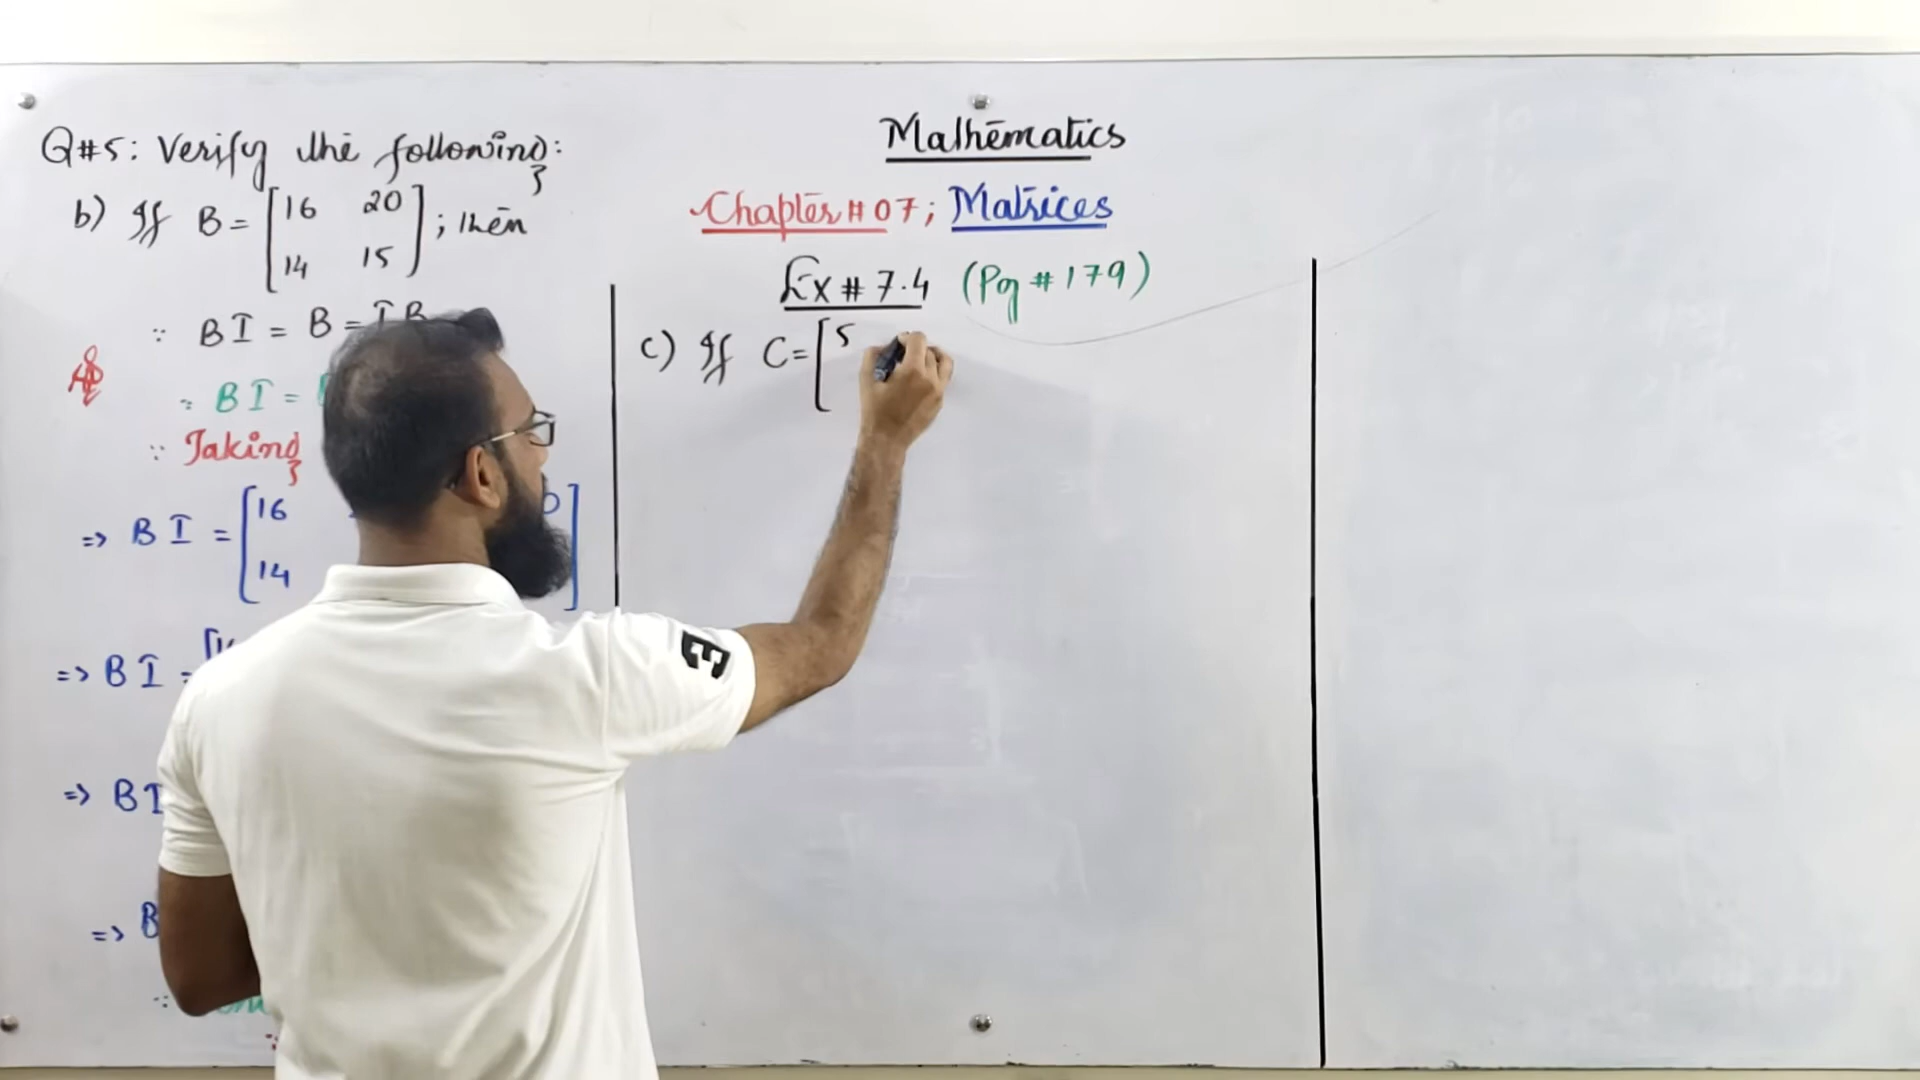 Mathematics
Chapter # 07; Matrices
Ex # 7.4 (Pg # 179)
Q#5: Verify the following:
b) If B = [16 20
14 15]; then
∵ BI = B = IB
∵ BI =
∵ Taking
=> BI = [16
14 ]
=> BI =
=> BI
=> B
c) If C = [5
3